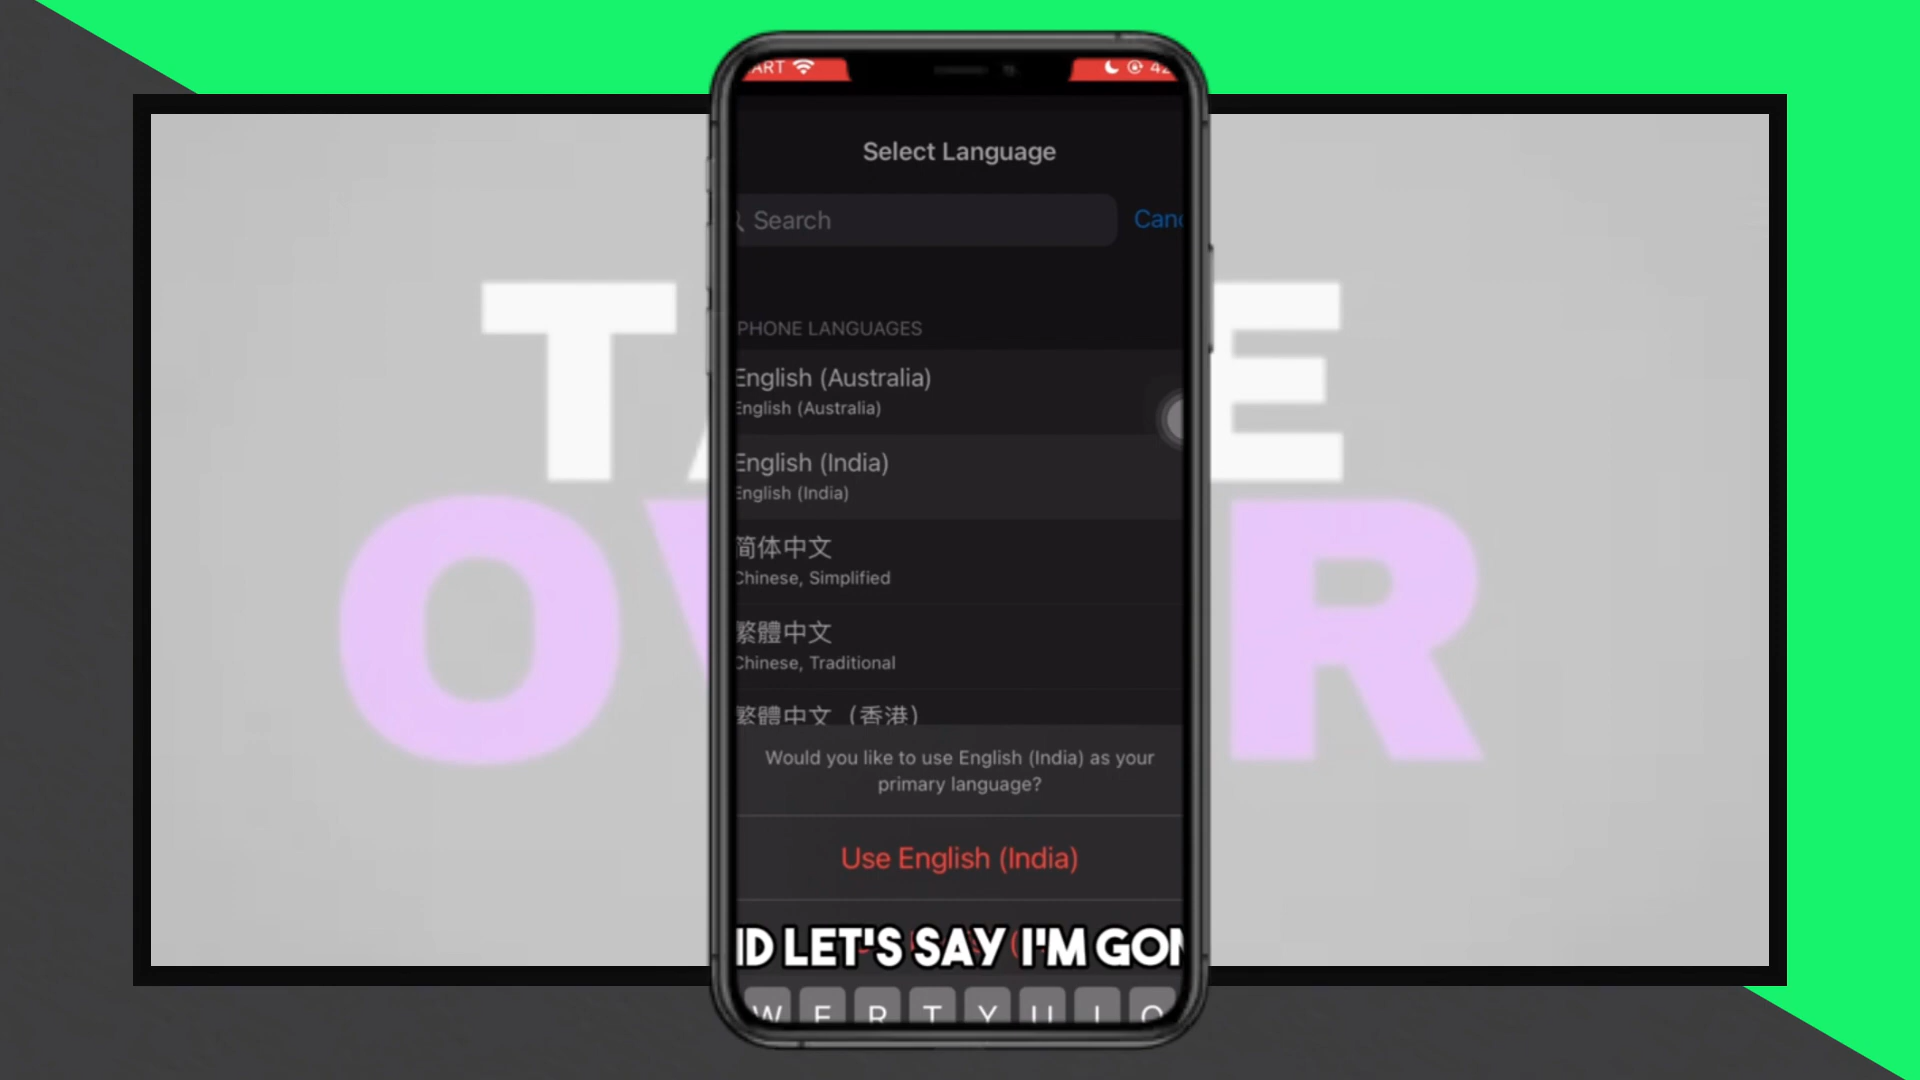 ART
42
Select Language
Search
Canc
PHONE LANGUAGES
English (Australia)
English (Australia)
English (India)
English (India)
简体中文
Chinese, Simplified
繁體中文
Chinese, Traditional
繁體中文（香港）
Would you like to use English (India) as your
primary language?
Use English (India)
ND LET'S SAY I'M GON
W E R T Y U I O
T E
OV R